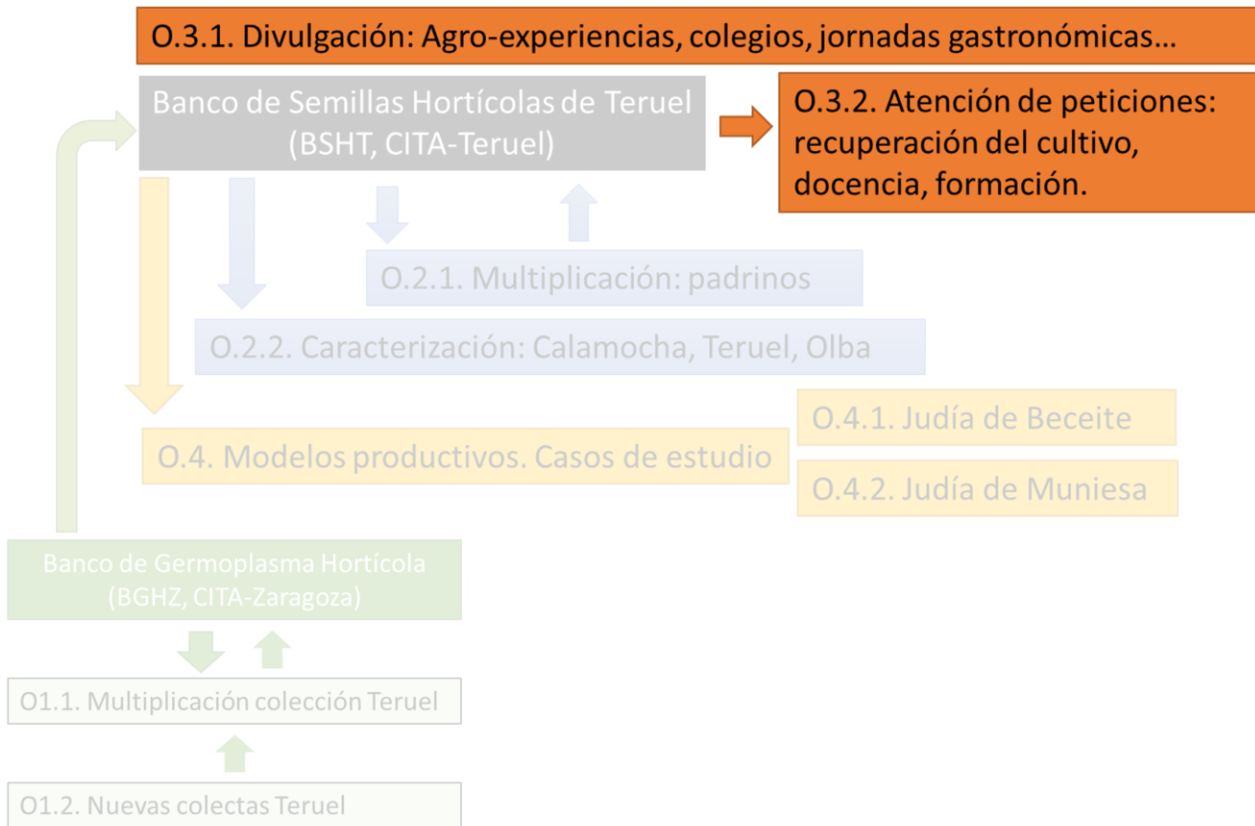 O.3.1. Divulgación: Agro-experiencias, colegios, jornadas gastronómicas…
Banco de Semillas Hortícolas de Teruel
(BSHT, CITA-Teruel)
O.3.2. Atención de peticiones:
recuperación del cultivo,
docencia, formación.
O.2.1. Multiplicación: padrinos
O.2.2. Caracterización: Calamocha, Teruel, Olba
O.4. Modelos productivos. Casos de estudio
O.4.1. Judía de Beceite
O.4.2. Judía de Muniesa
Banco de Germoplasma Hortícola
(BGHZ, CITA-Zaragoza)
O1.1. Multiplicación colección Teruel
O1.2. Nuevas colectas Teruel